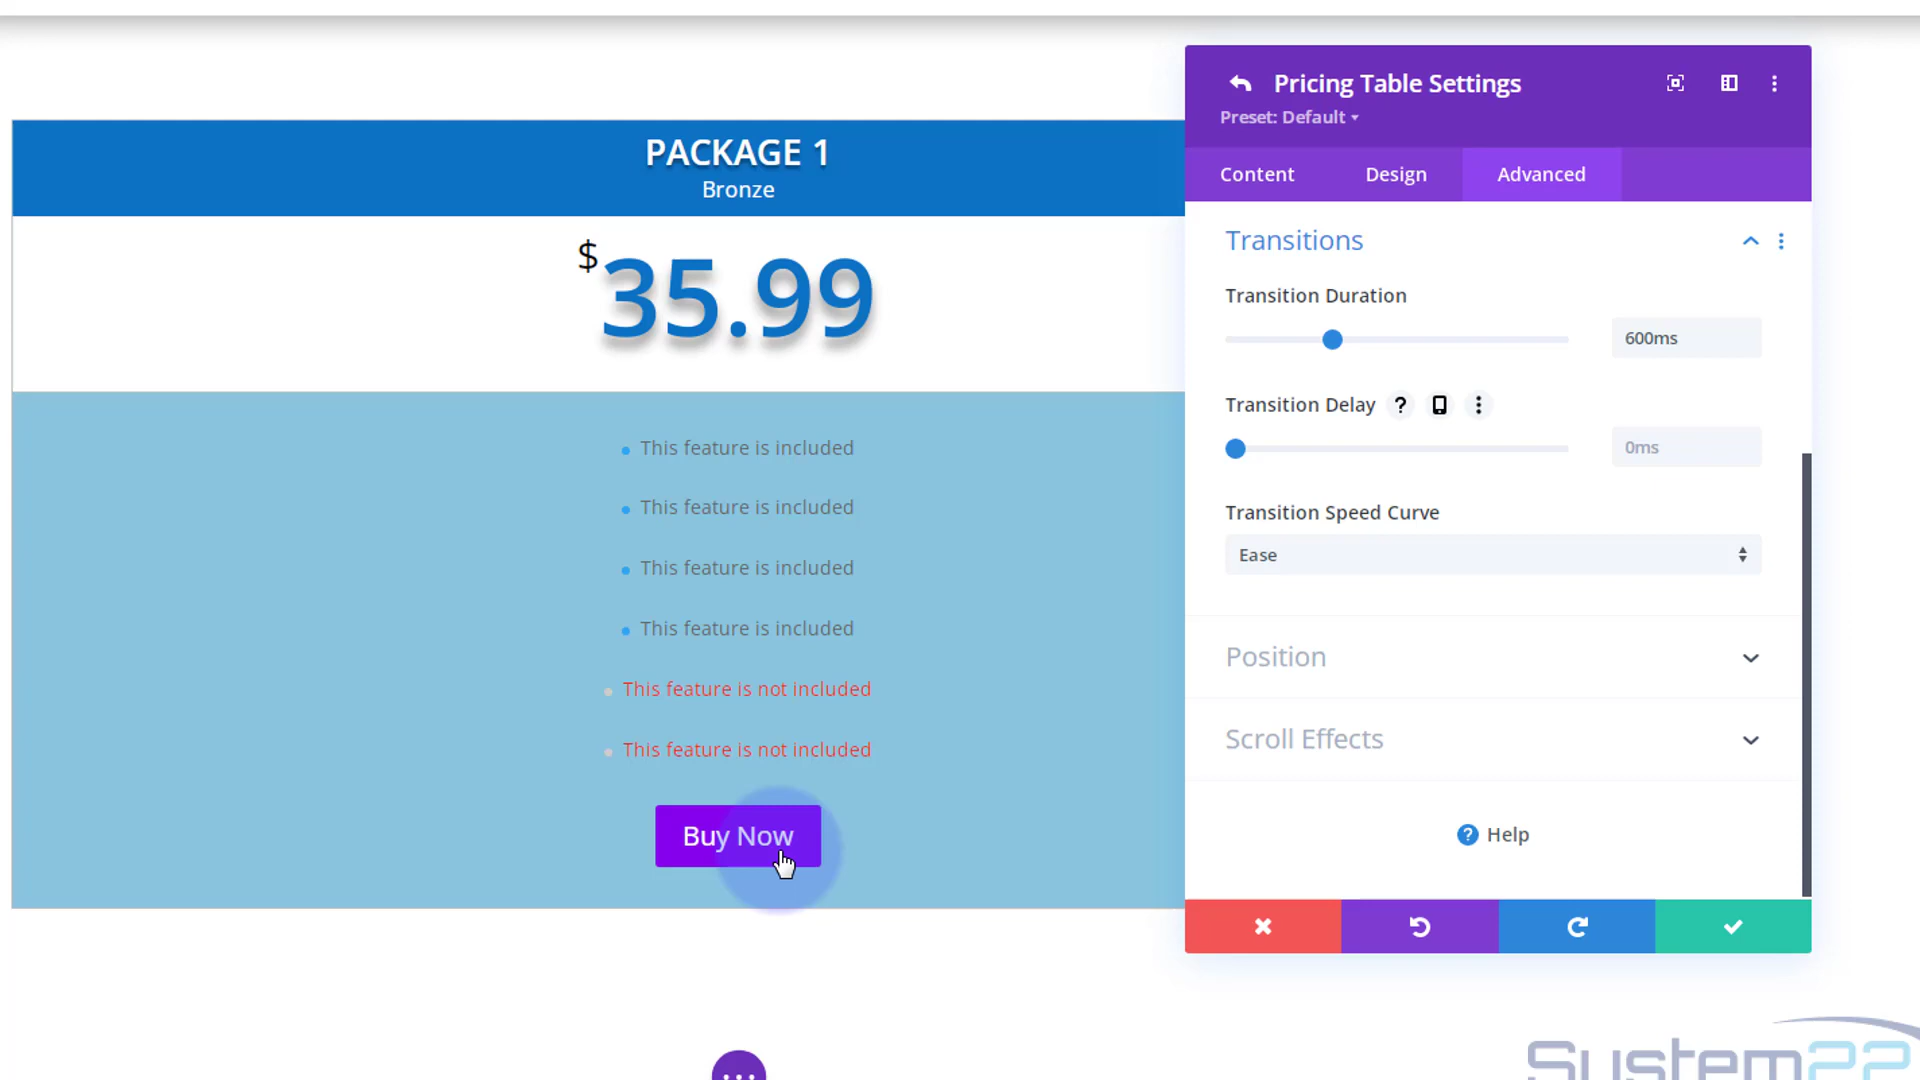 PACKAGE 1
Bronze
$35.99
This feature is included
This feature is included
This feature is included
This feature is included
This feature is not included
This feature is not included
Buy Now
Pricing Table Settings
Preset: Default
Content Design Advanced
Transitions
Transition Duration
600ms
Transition Delay ?
0ms
Transition Speed Curve
Ease
Position
Scroll Effects
? Help
System22